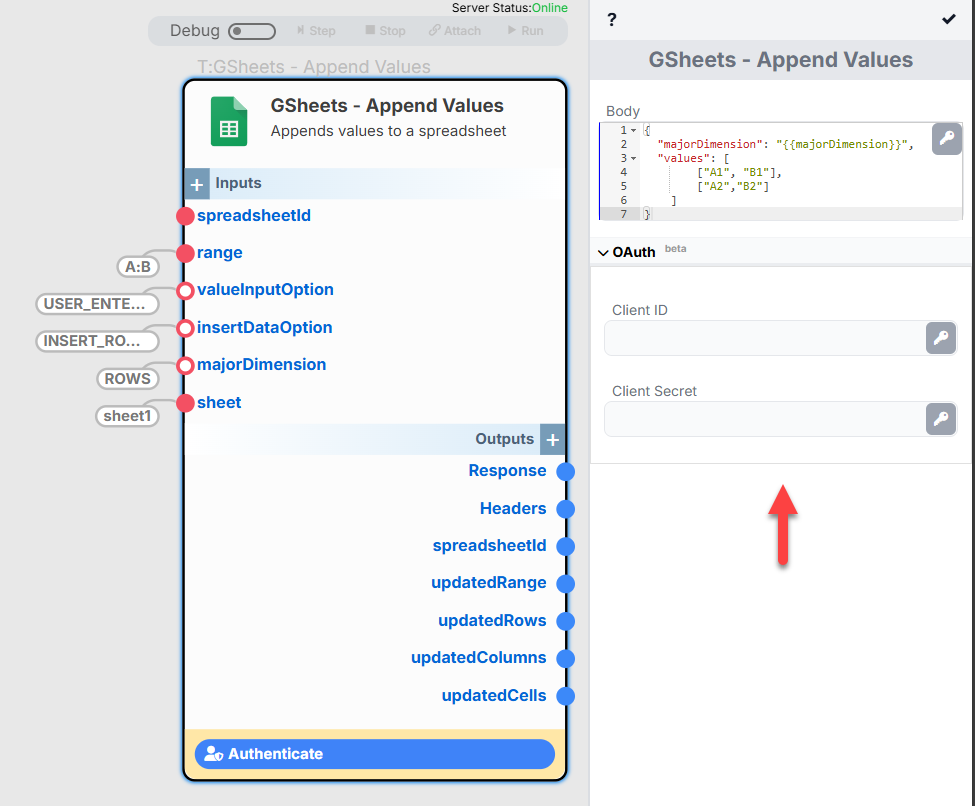 Server Status:Online
Debug
Step
Stop
Attach
Run
T:GSheets - Append Values
GSheets - Append Values
Appends values to a spreadsheet
+ Inputs
spreadsheetId
range
A:B
valueInputOption
USER_ENTE...
insertDataOption
INSERT_RO...
majorDimension
ROWS
sheet
sheet1
Outputs +
Response
Headers
spreadsheetId
updatedRange
updatedRows
updatedColumns
updatedCells
Authenticate
?
GSheets - Append Values
Body
1 {
2 "majorDimension": "{{majorDimension}}",
3 "values": [
4 ["A1", "B1"],
5 ["A2","B2"]
6 ]
7 }
OAuth beta
Client ID
Client Secret